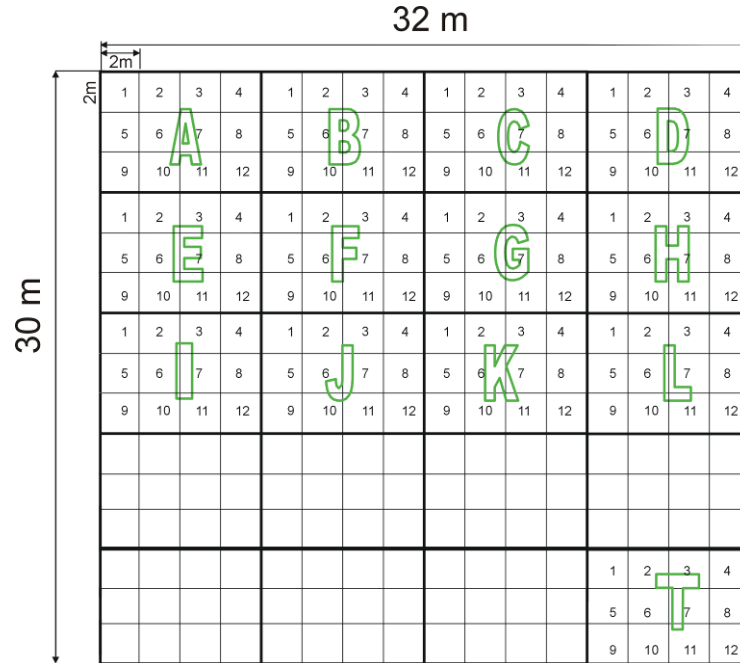 32 m
2m
2m
30 m
1 2 3 4 1 2 3 4 1 2 3 4 1 2 3 4
A B C D
5 6 7 8 5 6 7 8 5 6 7 8 5 6 7 8
9 10 11 12 9 10 11 12 9 10 11 12 9 10 11 12
1 2 3 4 1 2 3 4 1 2 3 4 1 2 3 4
E F G H
5 6 7 8 5 6 7 8 5 6 7 8 5 6 7 8
9 10 11 12 9 10 11 12 9 10 11 12 9 10 11 12
1 2 3 4 1 2 3 4 1 2 3 4 1 2 3 4
I J K L
5 6 7 8 5 6 7 8 5 6 7 8 5 6 7 8
9 10 11 12 9 10 11 12 9 10 11 12 9 10 11 12
1 2 3 4
T
5 6 7 8
9 10 11 12